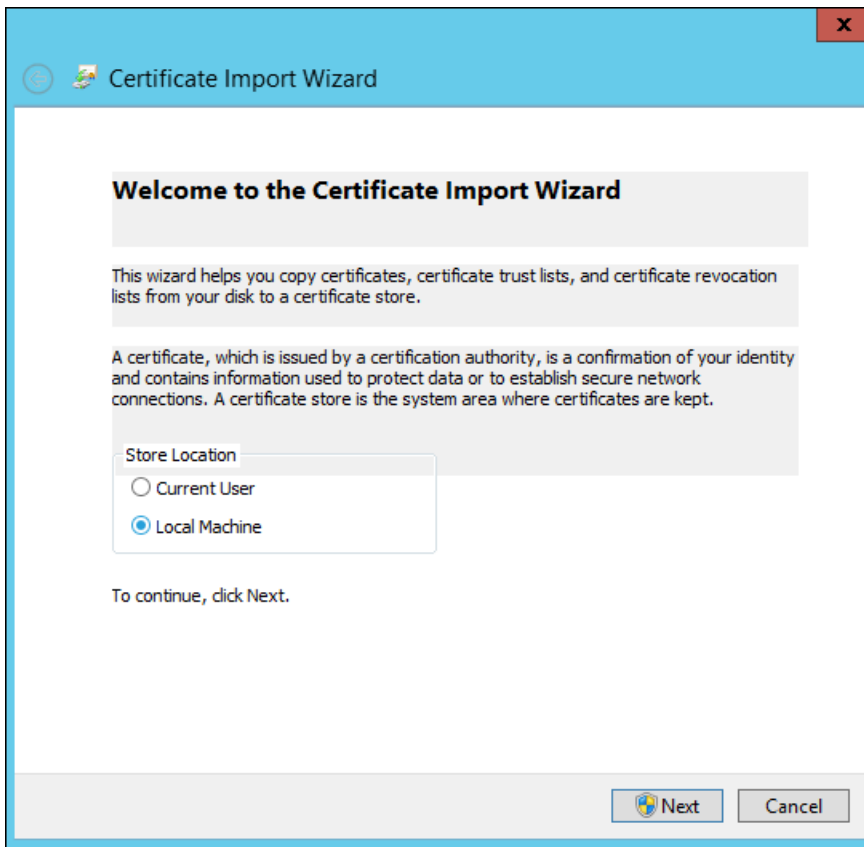 x
Certificate Import Wizard
Welcome to the Certificate Import Wizard
This wizard helps you copy certificates, certificate trust lists, and certificate revocation
lists from your disk to a certificate store.
A certificate, which is issued by a certification authority, is a confirmation of your identity
and contains information used to protect data or to establish secure network
connections. A certificate store is the system area where certificates are kept.
Store Location
Current User
Local Machine
To continue, click Next.
Next Cancel